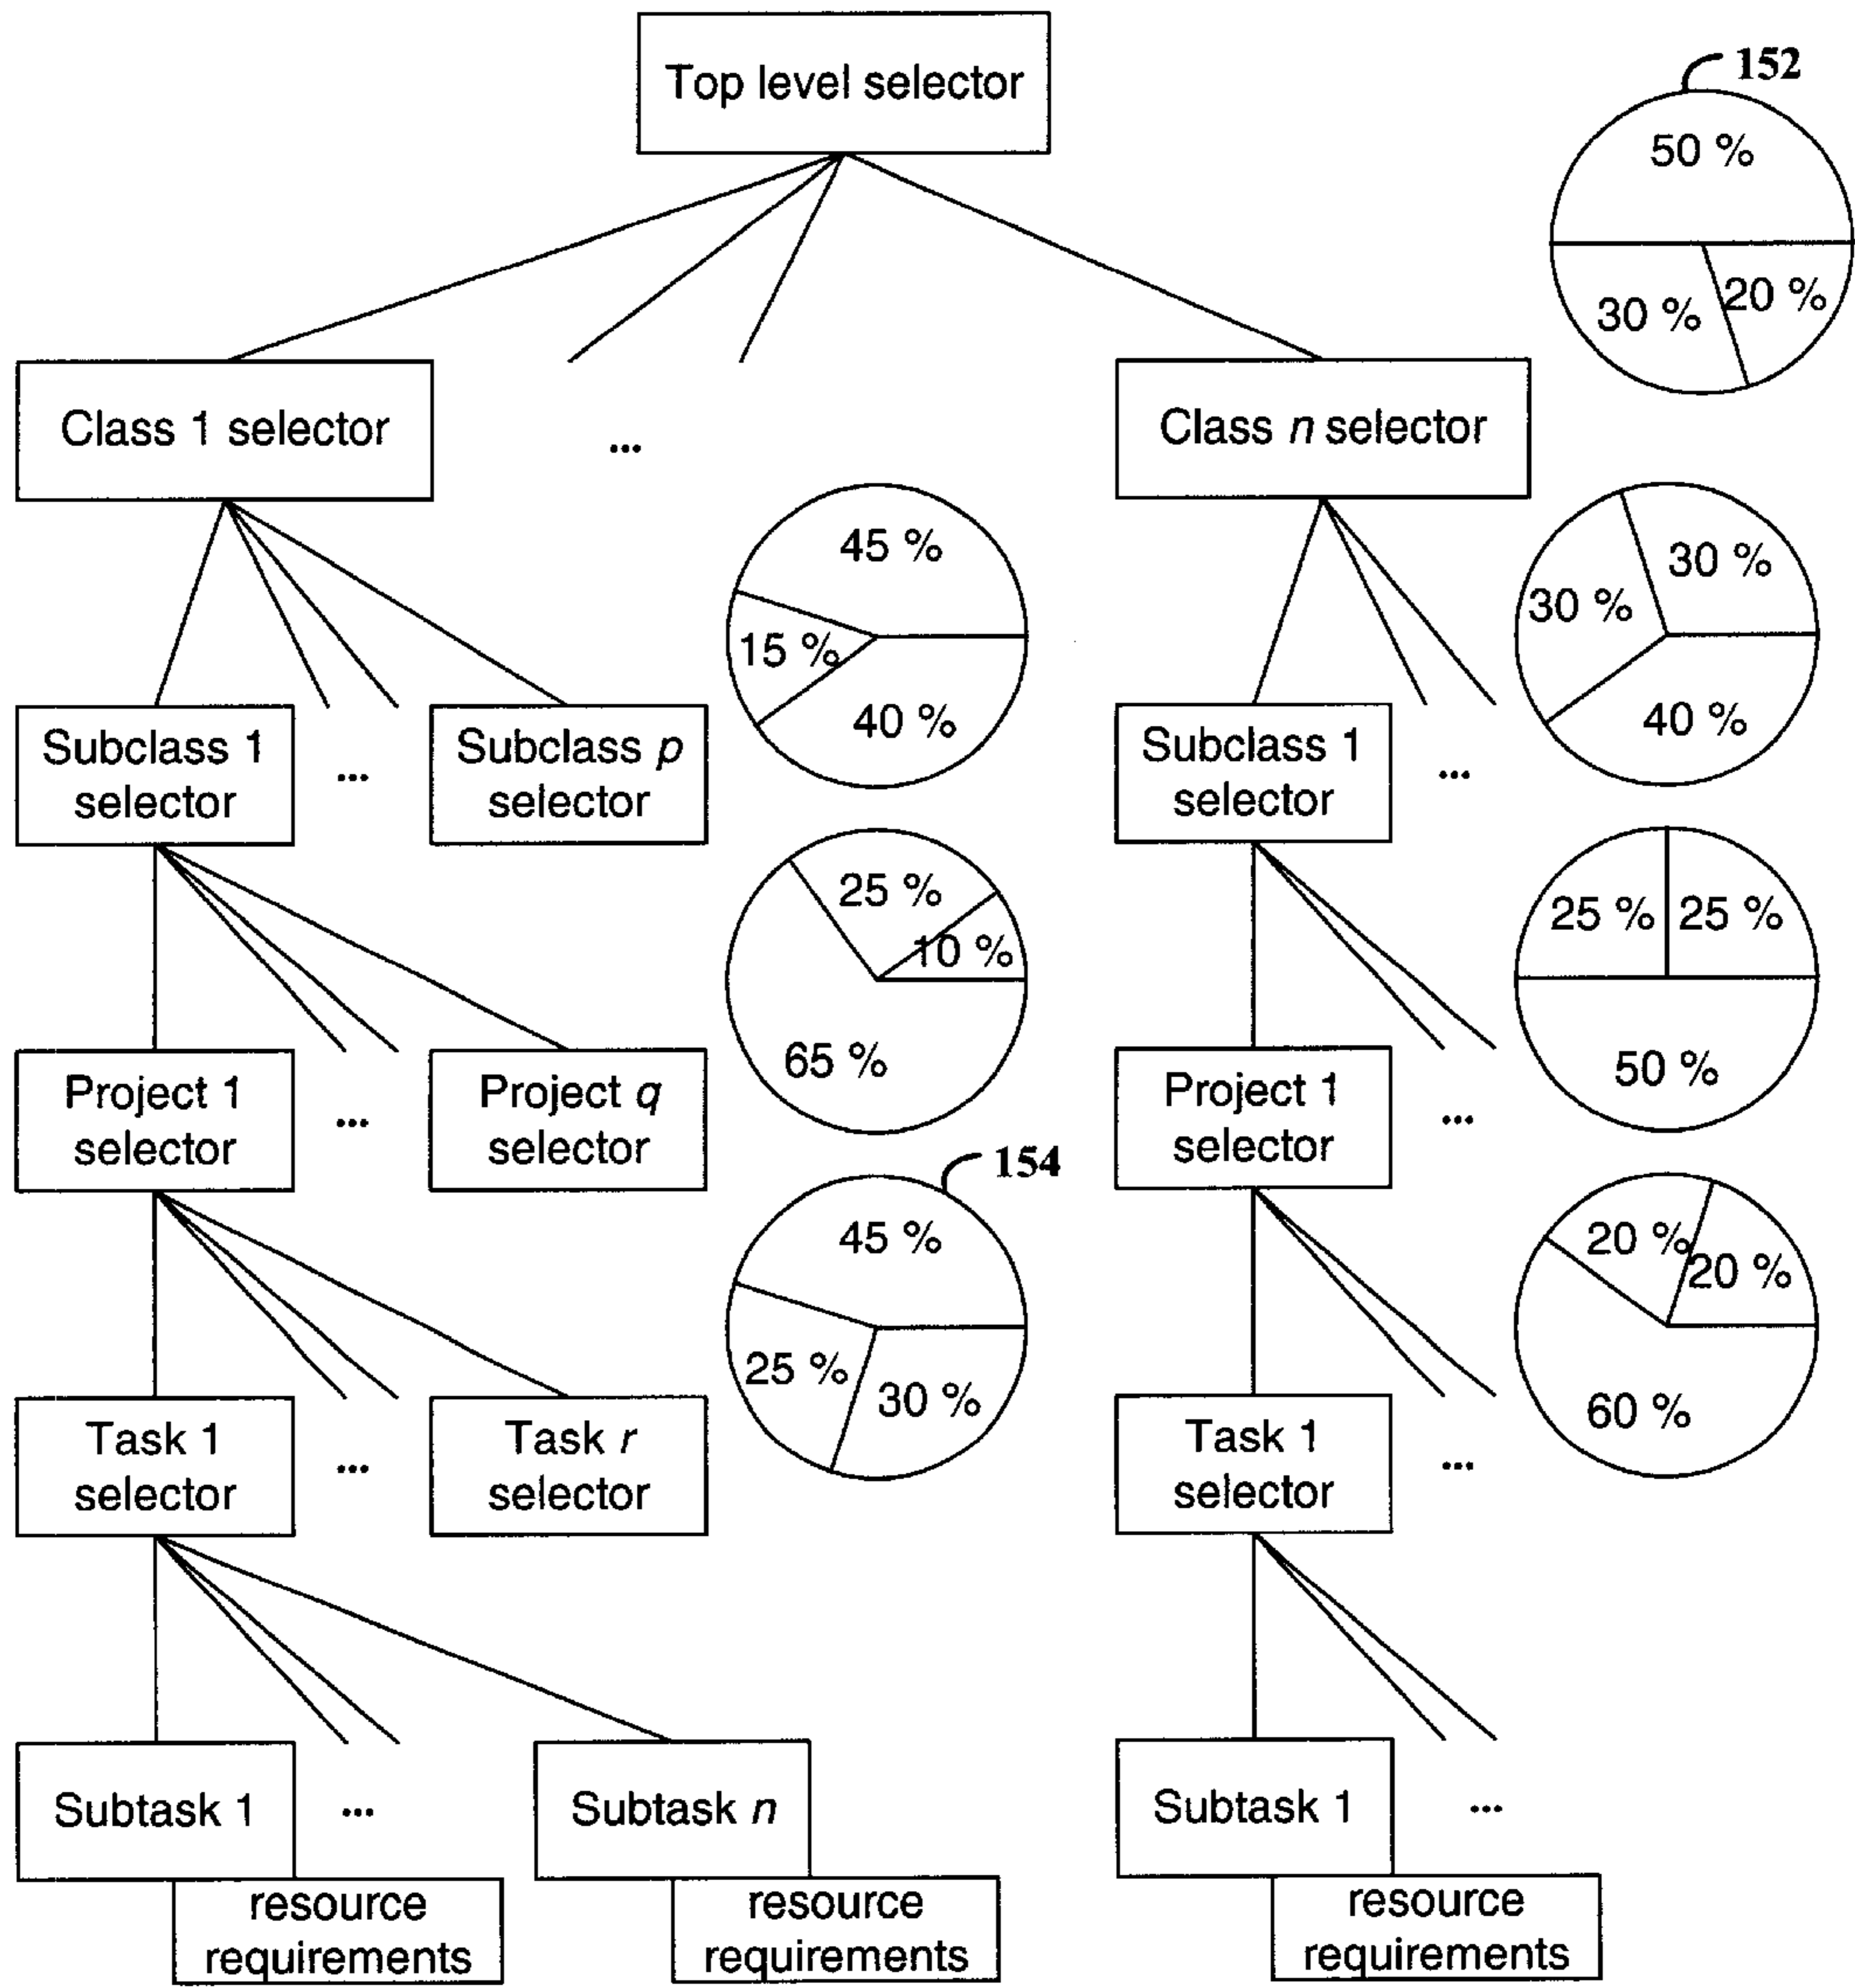 Top level selector
152
50 %
30 %
20 %
Class 1 selector
...
Class n selector
45 %
15 %
40 %
30 %
30 %
40 %
Subclass 1
selector
...
Subclass p
selector
Subclass 1
selector
...
25 %
10 %
65 %
25 %
25 %
50 %
Project 1
selector
...
Project q
selector
Project 1
selector
...
154
45 %
25 %
30 %
20 %
20 %
60 %
Task 1
selector
...
Task r
selector
Task 1
selector
...
Subtask 1
...
Subtask n
Subtask 1
...
resource
requirements
resource
requirements
resource
requirements